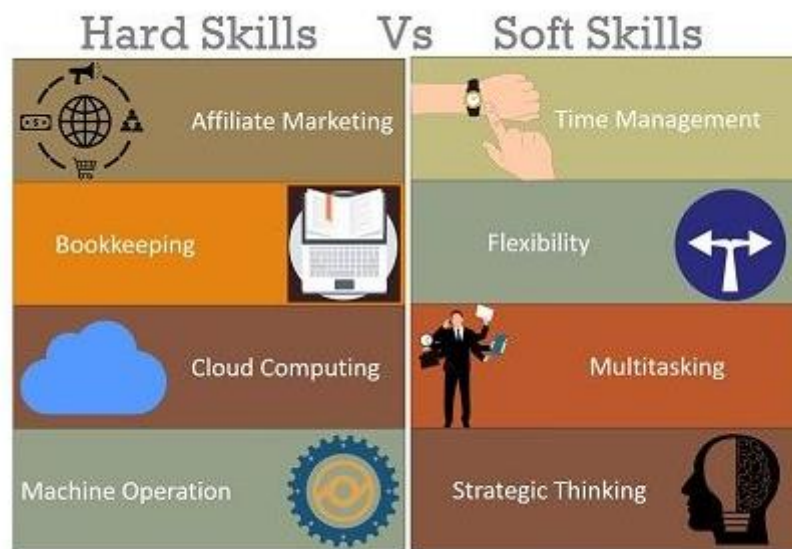 Hard Skills Vs Soft Skills
Affiliate Marketing
Time Management
Bookkeeping
Flexibility
Cloud Computing
Multitasking
Machine Operation
Strategic Thinking